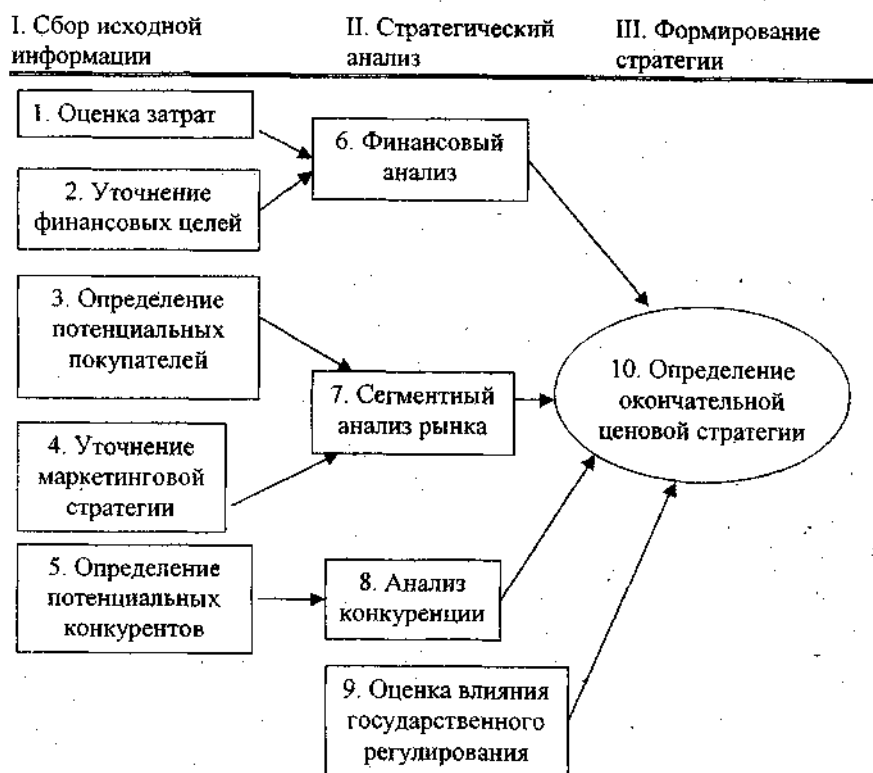 I. Сбор исходной
информации
II. Стратегический
анализ
III. Формирование
стратегии
1. Оценка затрат
2. Уточнение
финансовых целей
3. Определение
потенциальных
покупателей
4. Уточнение
маркетинговой
стратегии
5. Определение
потенциальных
конкурентов
6. Финансовый
анализ
7. Сегментный
анализ рынка
8. Анализ
конкуренции
9. Оценка влияния
государственного
регулирования
10. Определение
окончательной
ценовой стратегии